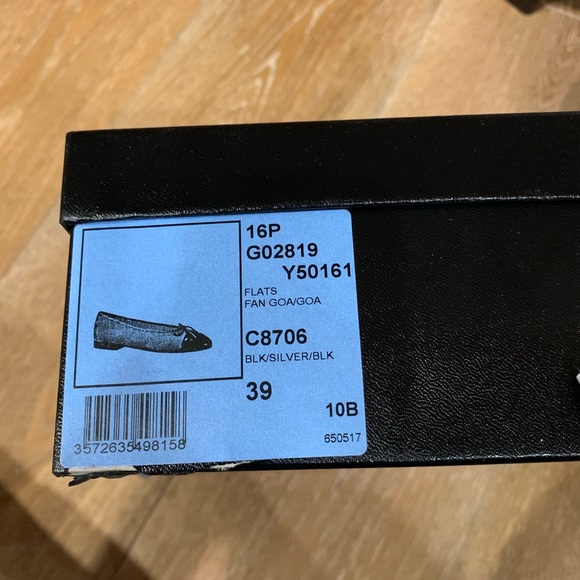 16P
G02819
Y50161
FLATS
FAN GOA/GOA
C8706
BLK/SILVER/BLK
39
10B
3572635498158
650517